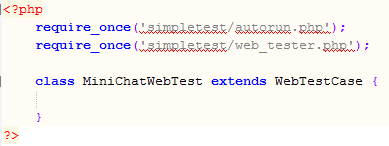 <?php
require_once('simpletest/autorun.php');
require_once('simpletest/web_tester.php');
class MiniChatWebTest extends WebTestCase {
}
?>